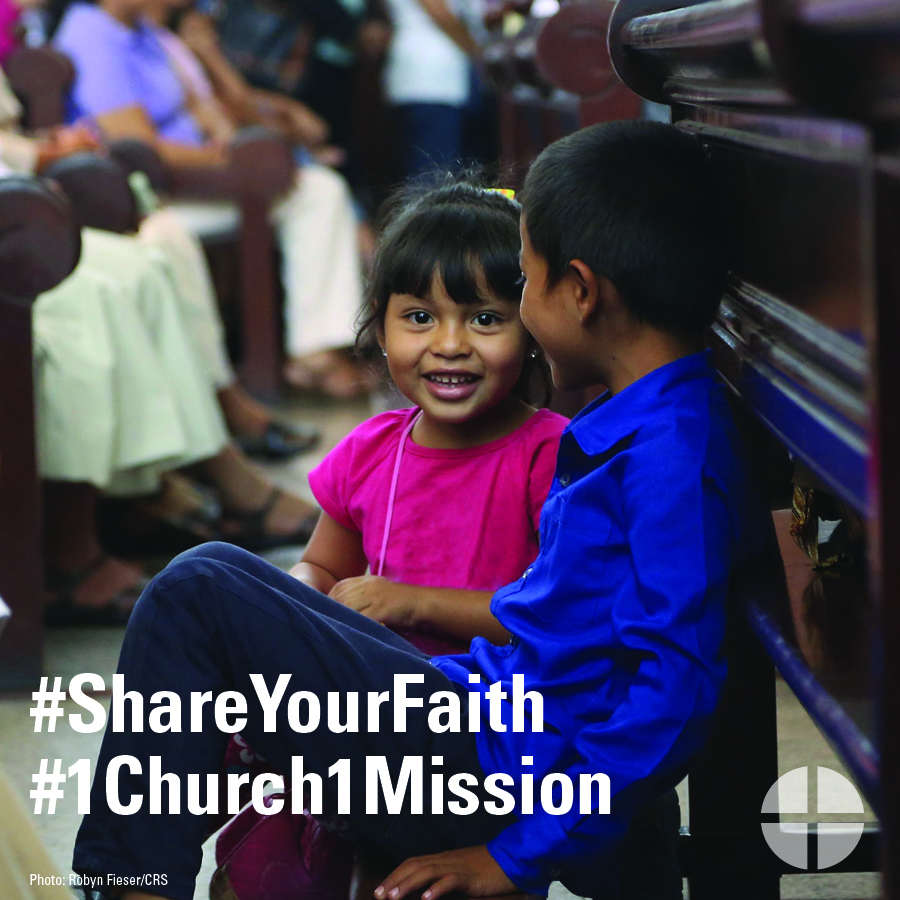 #ShareYourFaith
#1Church1Mission
Photo: Robyn Fieser/CRS